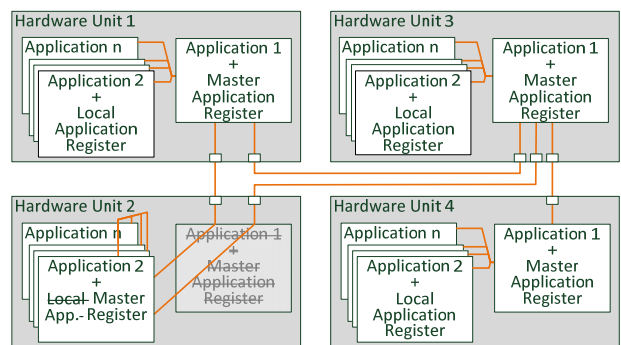 Hardware Unit 1
Application n
Application 2
+
Local
Application
Register
Application 1
+
Master
Application
Register
Hardware Unit 3
Application n
Application 2
+
Local
Application
Register
Application 1
+
Master
Application
Register
Hardware Unit 2
Application n
Application 2
+
Local Master
App.- Register
Application 1
+
Master
Application
Register
Hardware Unit 4
Application n
Application 2
+
Local
Application
Register
Application 1
+
Master
Application
Register